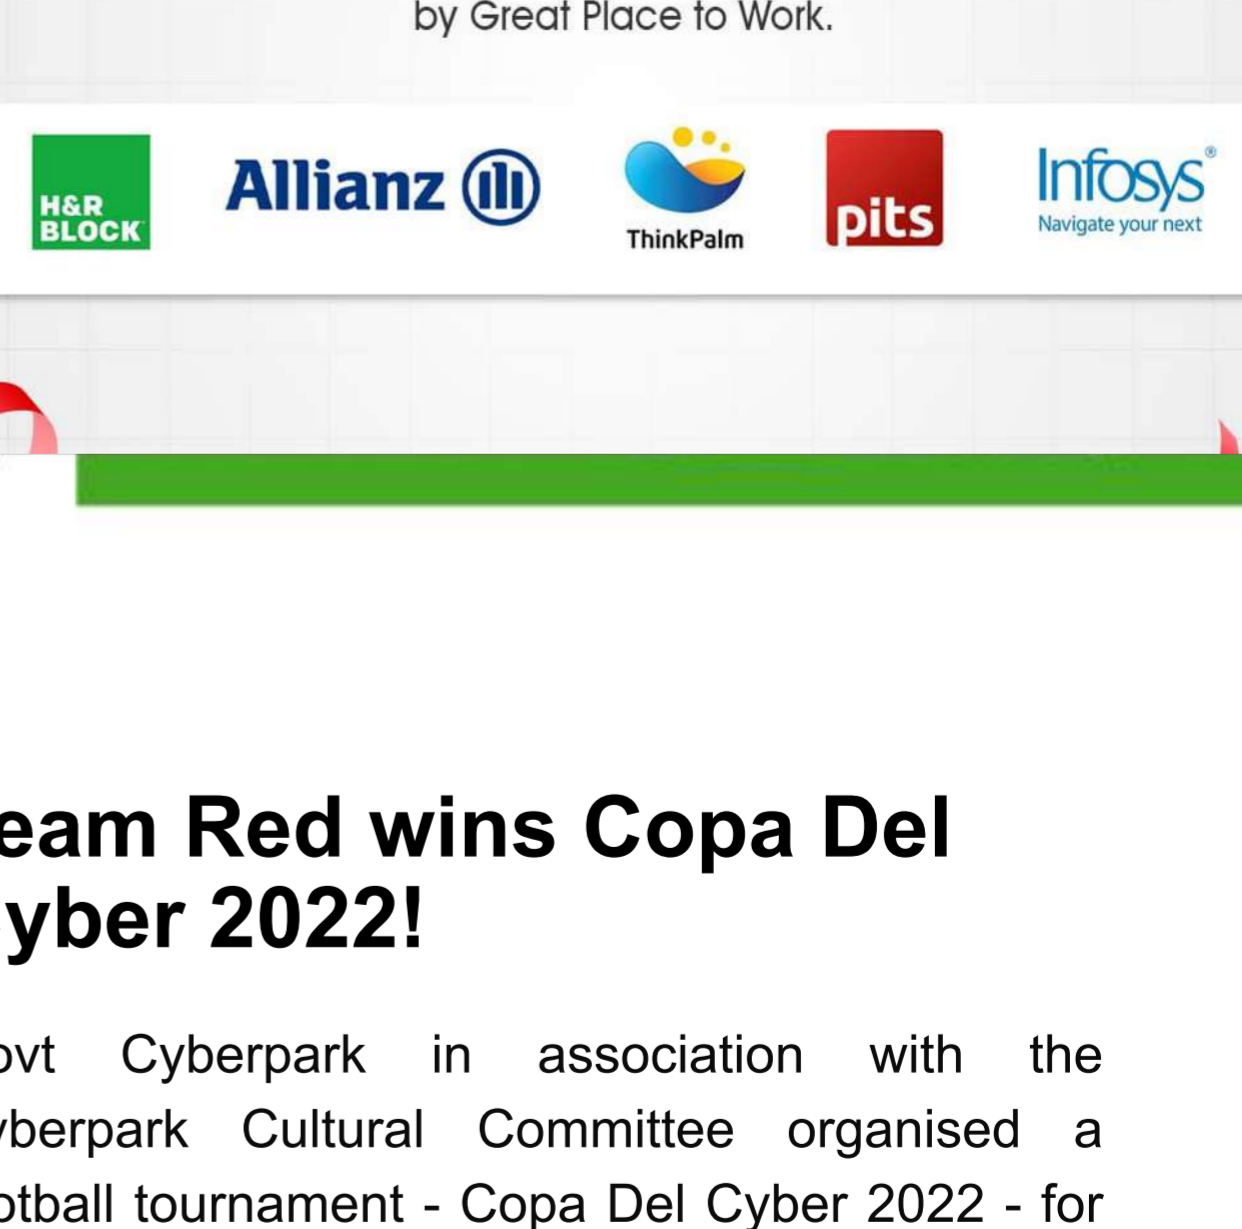 by Great Place to Work.
H&R
BLOCK
Allianz
ThinkPalm
pits
Infosys®
Navigate your next
eam Red wins Copa Del
yber 2022!
ovt Cyberpark in association with the
yberpark Cultural Committee organised a
otball tournament - Copa Del Cyber 2022 - for